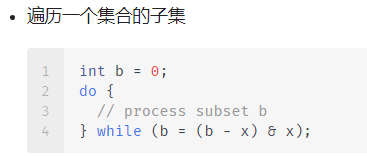 遍历一个集合的子集
1 int b = 0;
2 do {
3 // process subset b
4 } while (b = (b - x) & x);